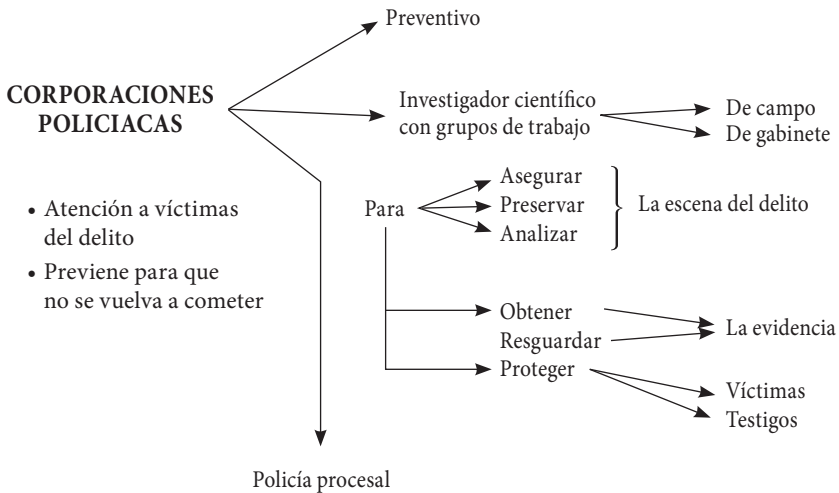 Preventivo
CORPORACIONES
POLICIACAS
Investigador científico
con grupos de trabajo
De campo
De gabinete
• Atención a víctimas
del delito
• Previene para que
no se vuelva a cometer
Para
Asegurar
Preservar
Analizar
La escena del delito
Obtener
Resguardar
La evidencia
Proteger
Víctimas
Testigos
Policía procesal